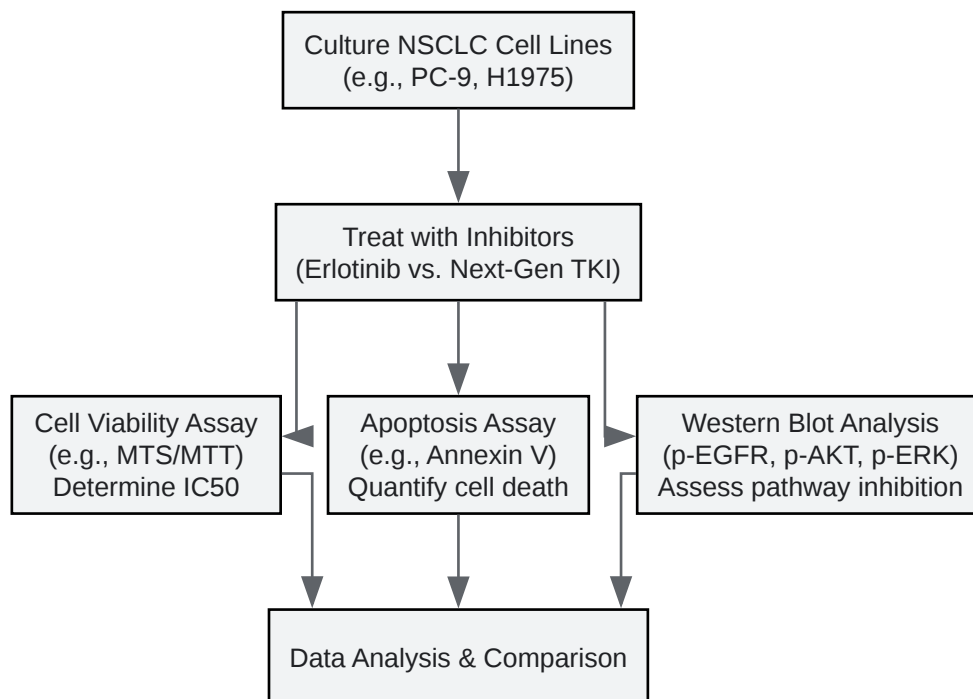 Culture NSCLC Cell Lines
(e.g., PC-9, H1975)
Treat with Inhibitors
(Erlotinib vs. Next-Gen TKI)
Cell Viability Assay
(e.g., MTS/MTT)
Determine IC50
Apoptosis Assay
(e.g., Annexin V)
Quantify cell death
Western Blot Analysis
(p-EGFR, p-AKT, p-ERK)
Assess pathway inhibition
Data Analysis & Comparison